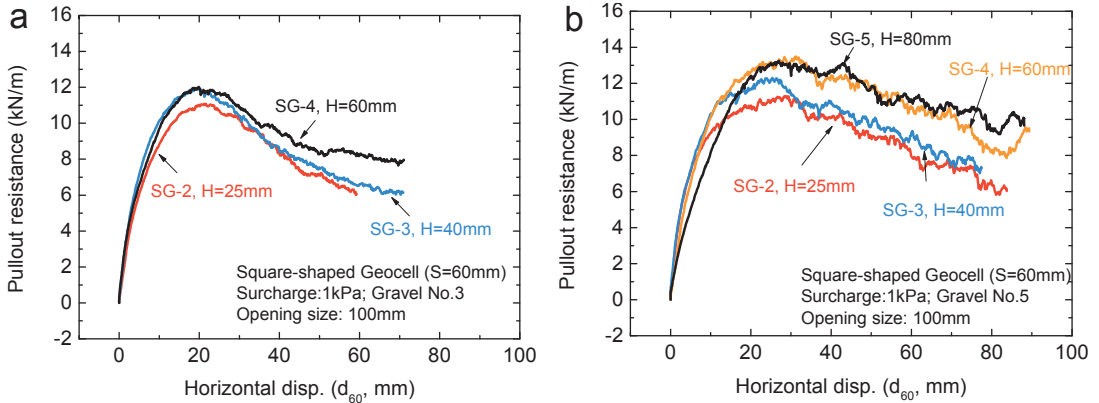 a
Pullout resistance (kN/m)
16
14
12
10
8
6
4
2
0
-2
SG-4, H=60mm
SG-2, H=25mm
SG-3, H=40mm
Square-shaped Geocell (S=60mm)
Surcharge:1kPa; Gravel No.3
Opening size: 100mm
0 20 40 60 80 100
Horizontal disp. (d60, mm)
b
Pullout resistance (kN/m)
16
14
12
10
8
6
4
2
0
-2
SG-5, H=80mm
SG-4, H=60mm
SG-2, H=25mm
SG-3, H=40mm
Square-shaped Geocell (S=60mm)
Surcharge:1kPa; Gravel No.5
Opening size: 100mm
0 20 40 60 80 100
Horizontal disp. (d60, mm)